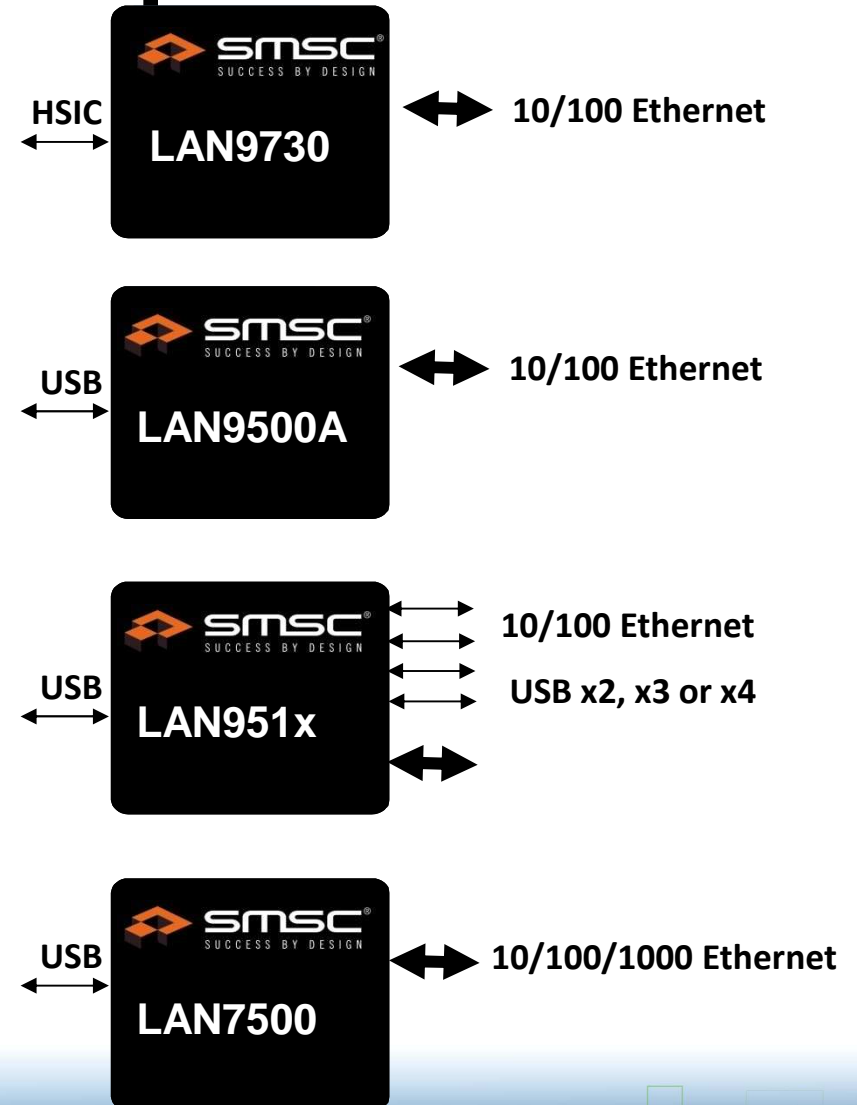 SMSC®
SUCCESS BY DESIGN
HSIC
LAN9730
10/100 Ethernet
SMSC®
SUCCESS BY DESIGN
USB
LAN9500A
10/100 Ethernet
SMSC®
SUCCESS BY DESIGN
USB
LAN951x
10/100 Ethernet
USB x2, x3 or x4
SMSC®
SUCCESS BY DESIGN
USB
LAN7500
10/100/1000 Ethernet